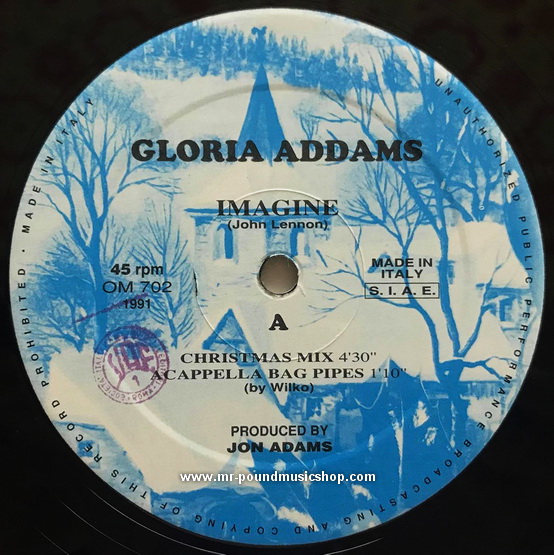 GLORIA ADDAMS
IMAGINE
(John Lennon)
45 rpm
OM 702
1991
MADE IN
ITALY
S. I. A. E.
A
CHRISTMAS MIX 4'30"
ACAPPELLA BAG PIPES 1'10"
(by Wilko)
PRODUCED BY
JON ADAMS
www.mr-poundmusicshop.com
UNAUTHORIZED PUBLIC PERFORMANCE BROADCASTING AND COPYING OF THIS RECORD PROHIBITED · MADE IN ITALY